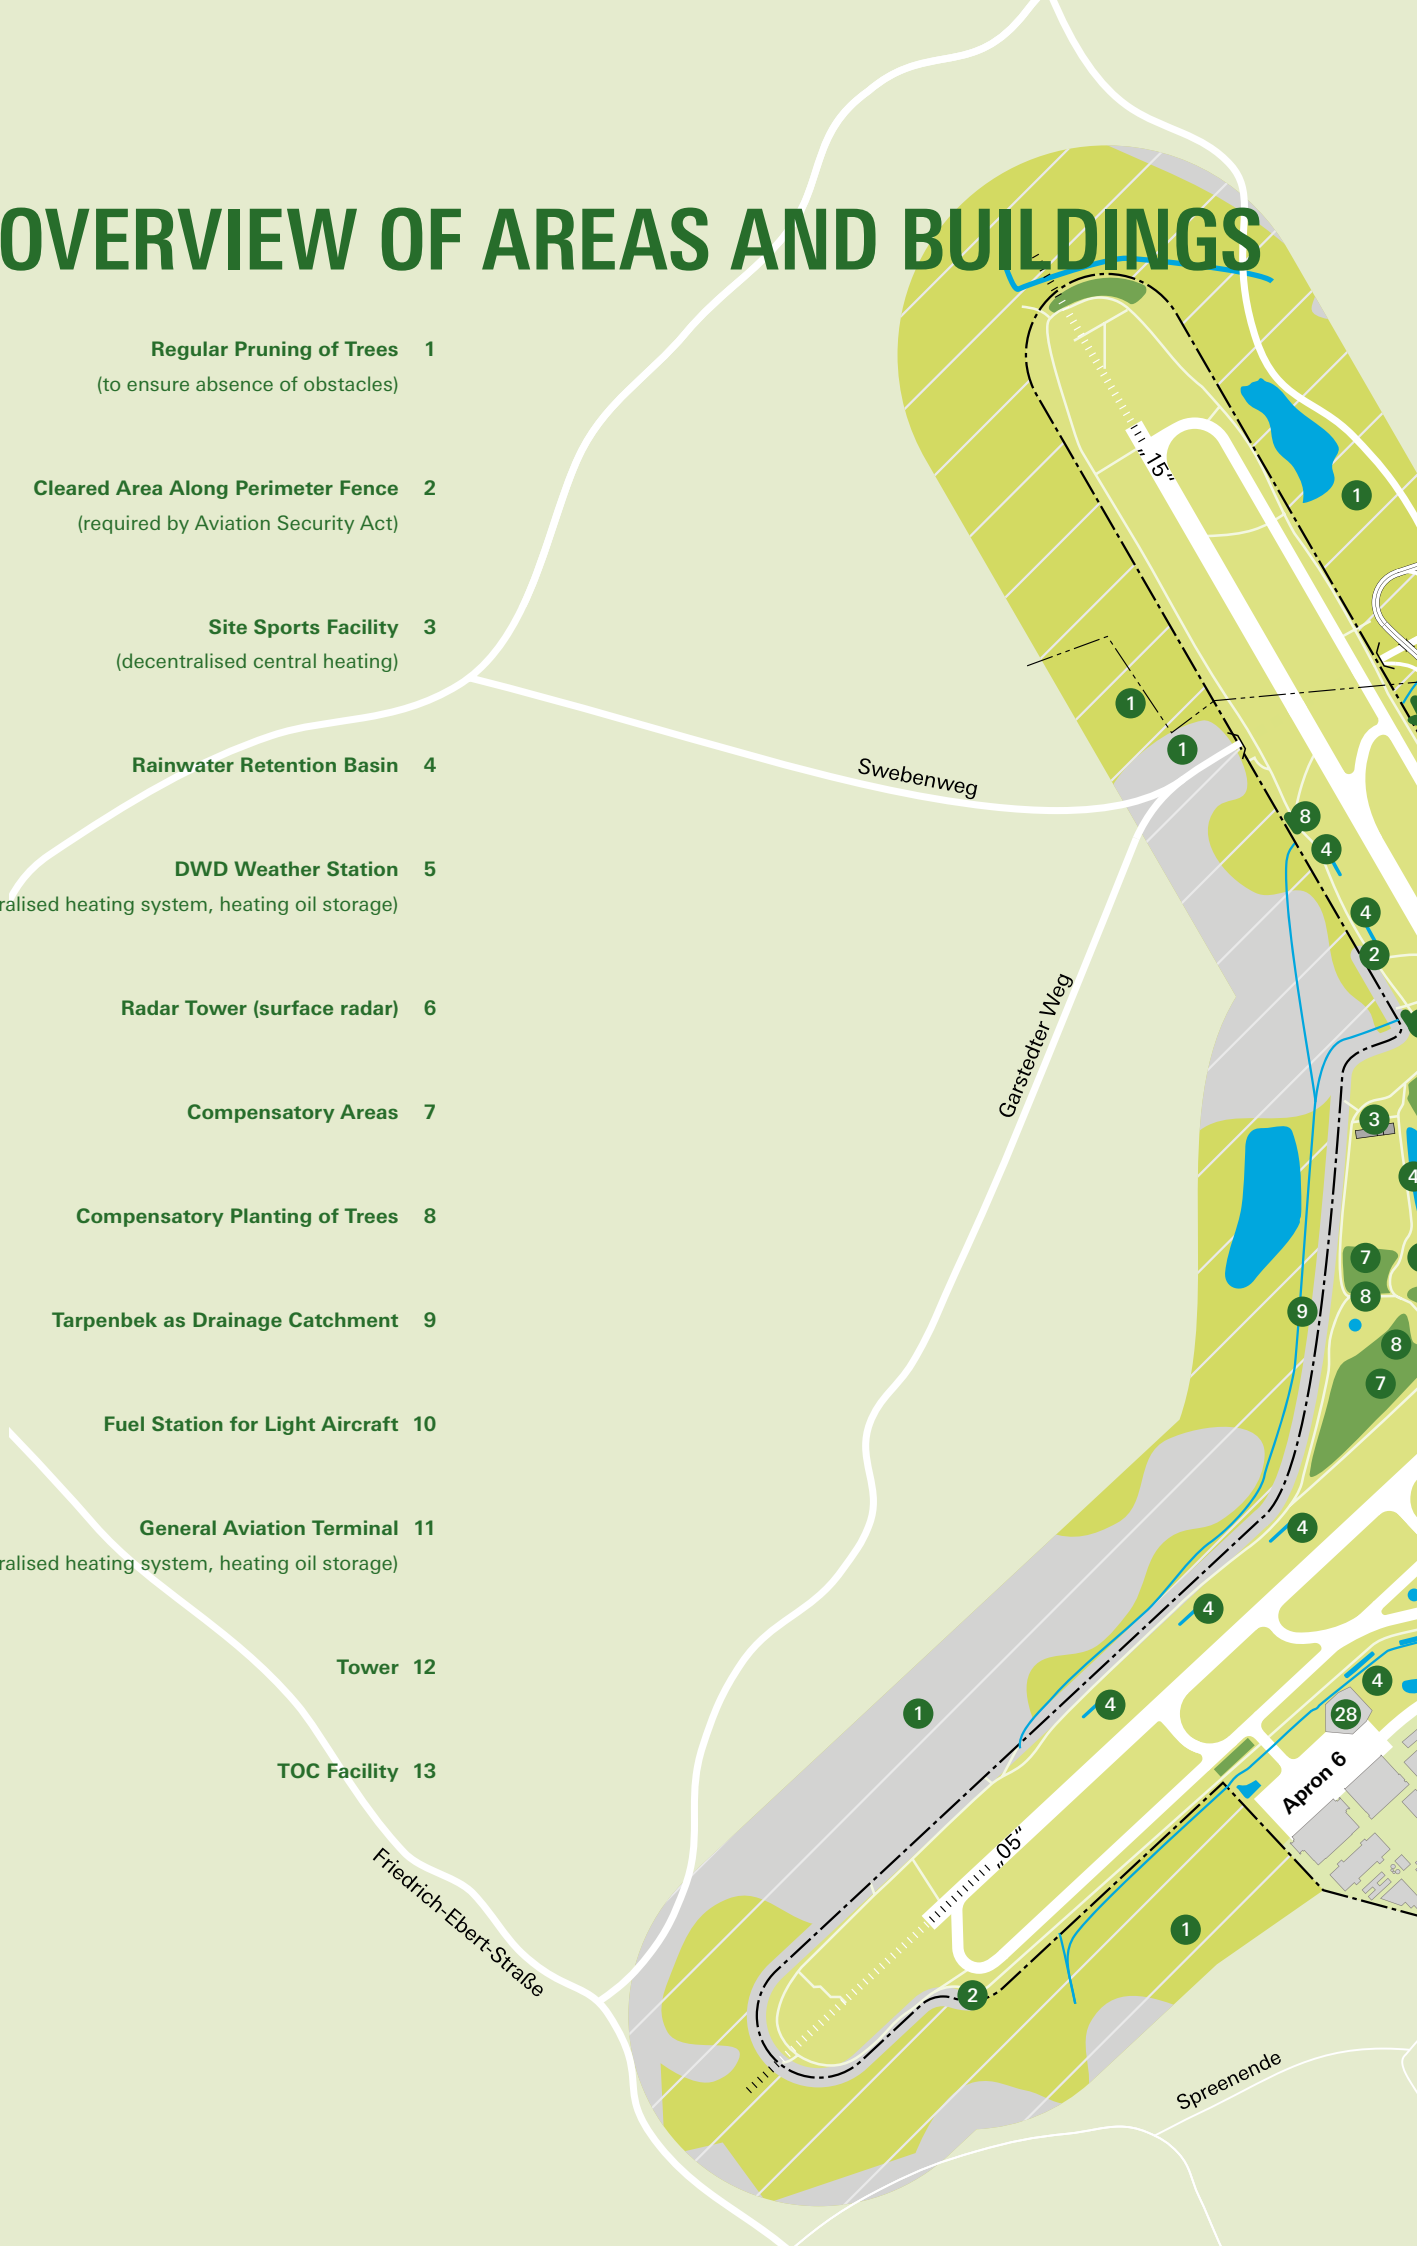 OVERVIEW OF AREAS AND BUILDINGS
Regular Pruning of Trees 1
(to ensure absence of obstacles)
Cleared Area Along Perimeter Fence 2
(required by Aviation Security Act)
Site Sports Facility 3
(decentralised central heating)
Rainwater Retention Basin 4
DWD Weather Station 5
ralised heating system, heating oil storage)
Radar Tower (surface radar) 6
Compensatory Areas 7
Compensatory Planting of Trees 8
Tarpenbek as Drainage Catchment 9
Fuel Station for Light Aircraft 10
General Aviation Terminal 11
ralised heating system, heating oil storage)
Tower 12
TOC Facility 13
„15“
1
1
1
Swebenweg
8
4
4
2
Garstedter Weg
3
4
7
8
9
8
7
4
4
4
4
28
1
Apron 6
„05“
Friedrich-Ebert-Straße
1
2
Spreenende